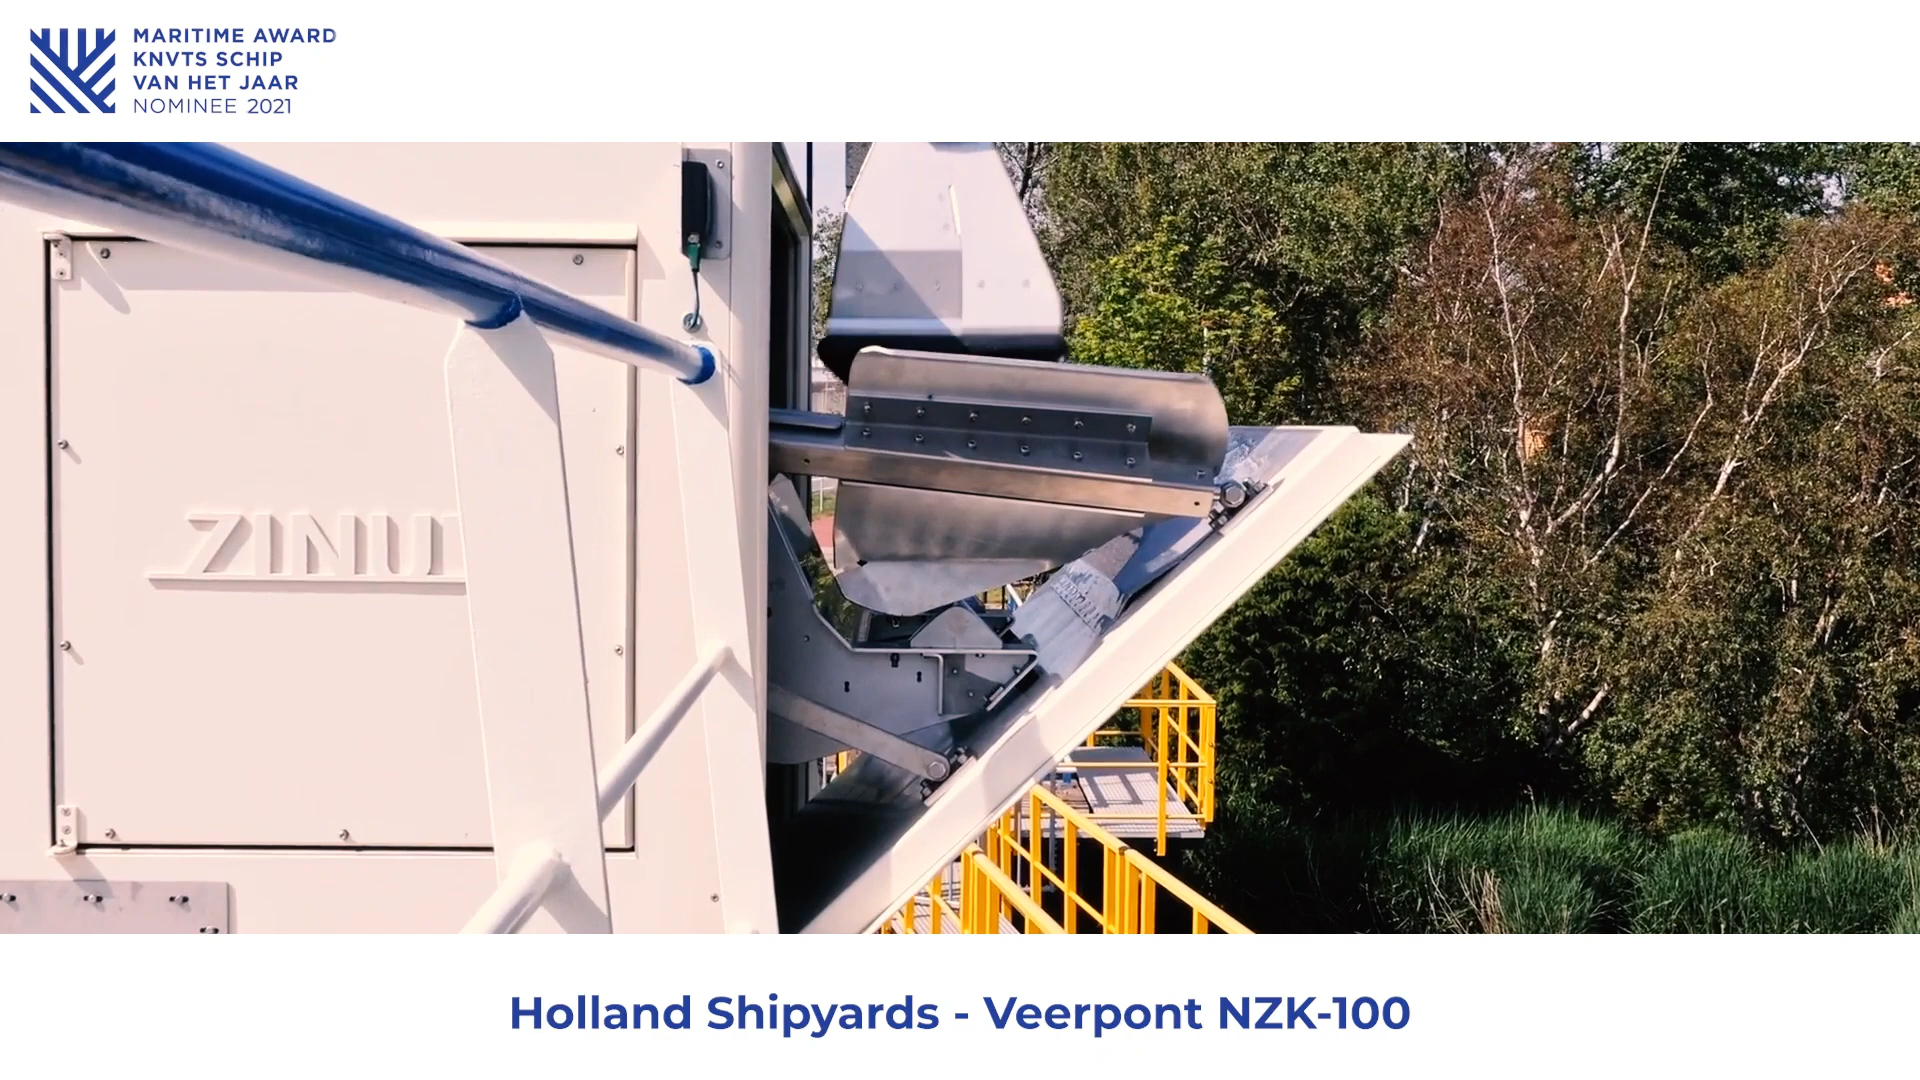 MARITIME AWARD
KNVTS SCHIP
VAN HET JAAR
NOMINEE 2021
ZINU
Holland Shipyards - Veerpont NZK-100